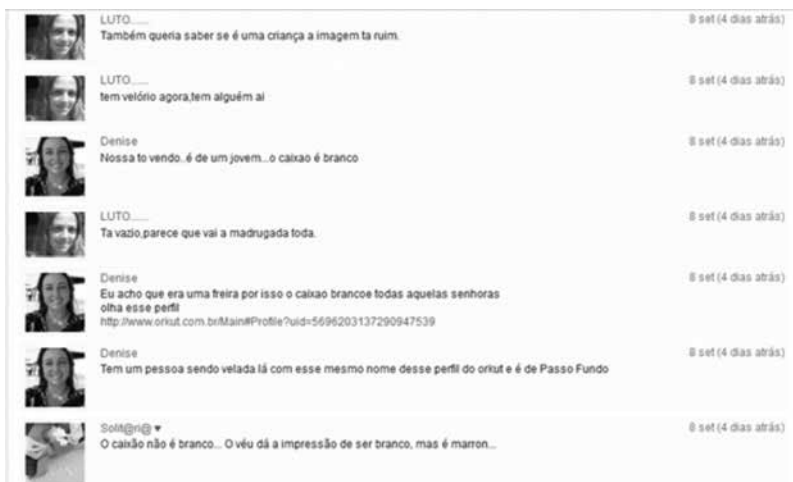 LUTO......
8 set (4 dias atrás)
Também queria saber se é uma criança a imagem ta ruim.
LUTO......
8 set (4 dias atrás)
tem velório agora,tem alguém ai
Denise
8 set (4 dias atrás)
Nossa to vendo..é de um jovem...o caixao é branco
LUTO......
8 set (4 dias atrás)
Ta vazio,parece que vai a madrugada toda.
Denise
8 set (4 dias atrás)
Eu acho que era uma freira por isso o caixao brancoe todas aquelas senhoras
olha esse perfil
http://www.orkut.com.br/Main#Profile?uid=5696203137290947539
Denise
8 set (4 dias atrás)
Tem um pessoa sendo velada lá com esse mesmo nome desse perfil do orkut e é de Passo Fundo
Solit@ri@ ♥
8 set (4 dias atrás)
O caixão não é branco... O véu dá a impressão de ser branco, mas é marron...